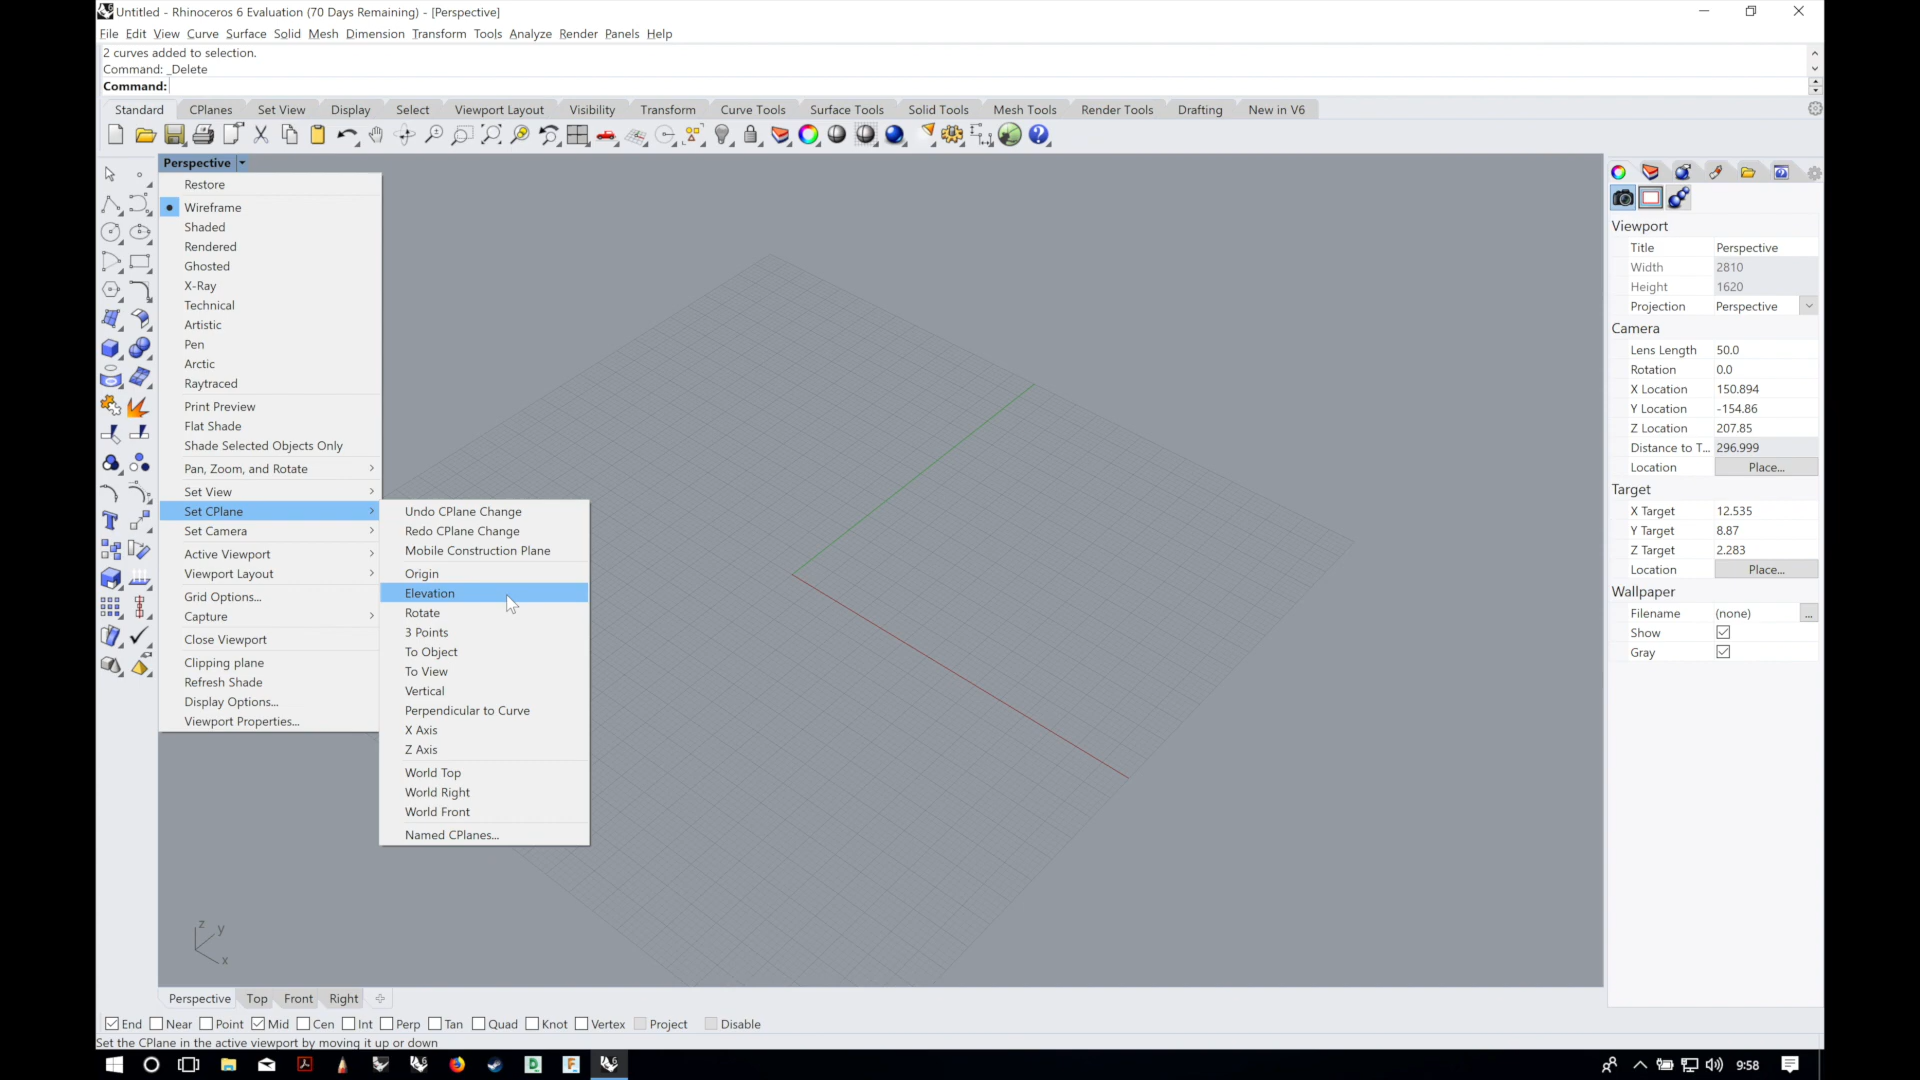 Untitled - Rhinoceros 6 Evaluation (70 Days Remaining) - [Perspective]
File Edit View Curve Surface Solid Mesh Dimension Transform Tools Analyze Render Panels Help
2 curves added to selection.
Command: _Delete
Command:
Standard CPlanes Set View Display Select Viewport Layout Visibility Transform Curve Tools Surface Tools Solid Tools Mesh Tools Render Tools Drafting New in V6
Perspective
Restore
Wireframe
Shaded
Rendered
Ghosted
X-Ray
Technical
Artistic
Pen
Arctic
Raytraced
Print Preview
Flat Shade
Shade Selected Objects Only
Pan, Zoom, and Rotate
Set View
Set CPlane
Set Camera
Active Viewport
Viewport Layout
Grid Options...
Capture
Close Viewport
Clipping plane
Refresh Shade
Display Options...
Viewport Properties...
Undo CPlane Change
Redo CPlane Change
Mobile Construction Plane
Origin
Elevation
Rotate
3 Points
To Object
To View
Vertical
Perpendicular to Curve
X Axis
Z Axis
World Top
World Right
World Front
Named CPlanes...
z
y
x
Viewport
Title Perspective
Width 2810
Height 1620
Projection Perspective
Camera
Lens Length 50.0
Rotation 0.0
X Location 150.894
Y Location -154.86
Z Location 207.85
Distance to T... 296.999
Location Place...
Target
X Target 12.535
Y Target 8.87
Z Target 2.283
Location Place...
Wallpaper
Filename (none) ...
Show
Gray
Perspective Top Front Right
End Near Point Mid Cen Int Perp Tan Quad Knot Vertex Project Disable
Set the CPlane in the active viewport by moving it up or down
9:58